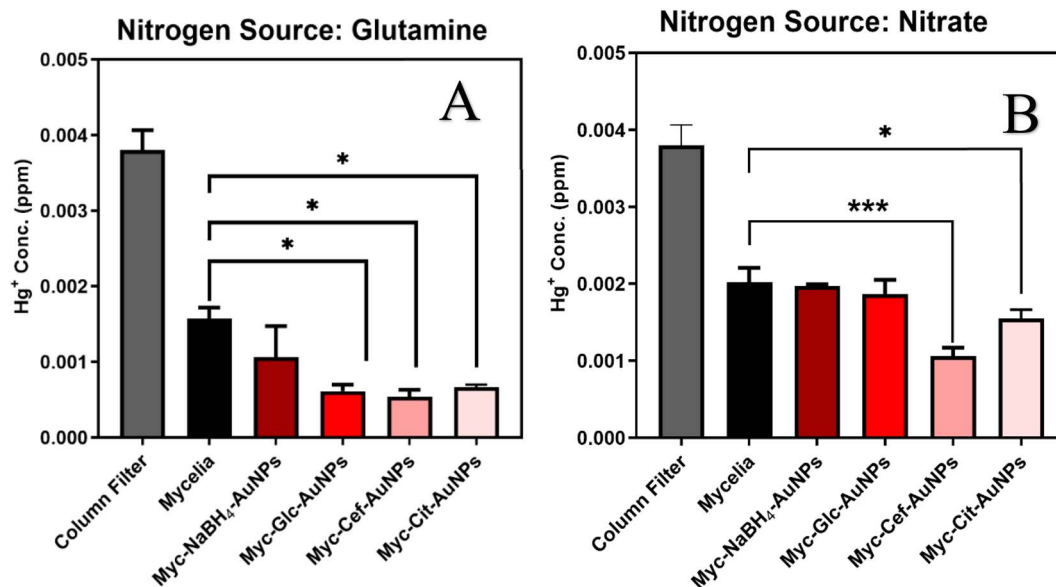 Nitrogen Source: Glutamine
A
0.005
0.004
0.003
0.002
0.001
0.000
Hg⁺ Conc. (ppm)
*
*
*
Column Filter
Mycelia
Myc-NaBH₄-AuNPs
Myc-Glc-AuNPs
Myc-Cef-AuNPs
Myc-Cit-AuNPs
Nitrogen Source: Nitrate
B
0.005
0.004
0.003
0.002
0.001
0.000
Hg⁺ Conc. (ppm)
*
***
Column Filter
Mycelia
Myc-NaBH₄-AuNPs
Myc-Glc-AuNPs
Myc-Cef-AuNPs
Myc-Cit-AuNPs